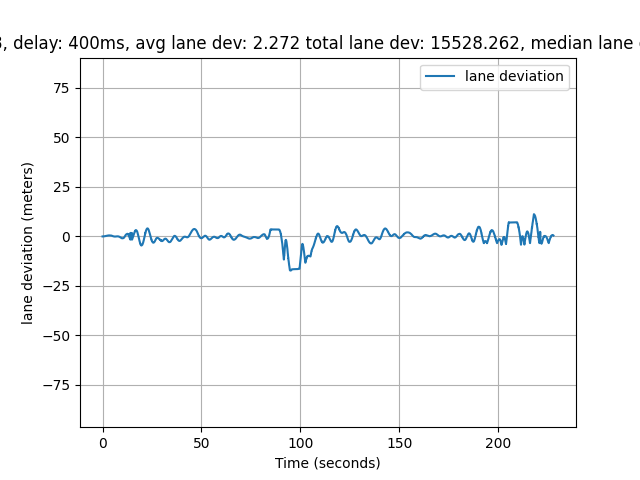 , delay: 400ms, avg lane dev: 2.272 total lane dev: 15528.262, median lane
lane deviation
75
50
25
0
−25
−50
−75
lane deviation (meters)
0 50 100 150 200
Time (seconds)